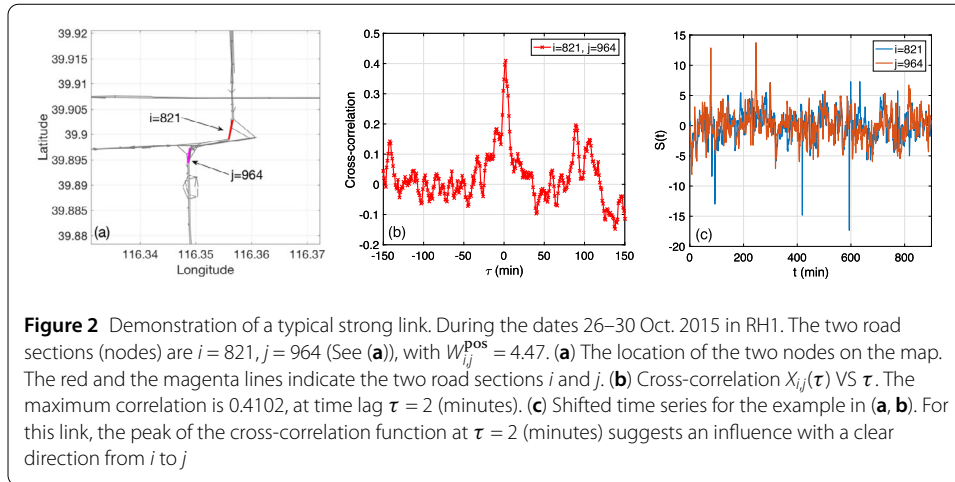 39.92
39.915
39.91
39.905
39.9
39.895
39.89
39.885
39.88
Latitude
i=821
j=964
(a)
116.34 116.35 116.36 116.37
Longitude
0.5
0.4
0.3
0.2
0.1
0
-0.1
0.2
Cross-correlation
i=821, j=964
(b)
-150 -100 -50 0 50 100 150
τ (min)
15
10
5
0
-5
-10
-15
-20
S(t)
i=821
j=964
(c)
0 200 400 600 800
t (min)
Figure 2 Demonstration of a typical strong link. During the dates 26–30 Oct. 2015 in RH1. The two road
sections (nodes) are i = 821, j = 964 (See (a)), with W_{i,j}^{pos} = 4.47. (a) The location of the two nodes on the map.
The red and the magenta lines indicate the two road sections i and j. (b) Cross-correlation X_{i,j}(τ) VS τ. The
maximum correlation is 0.4102, at time lag τ = 2 (minutes). (c) Shifted time series for the example in (a, b). For
this link, the peak of the cross-correlation function at τ = 2 (minutes) suggests an influence with a clear
direction from i to j